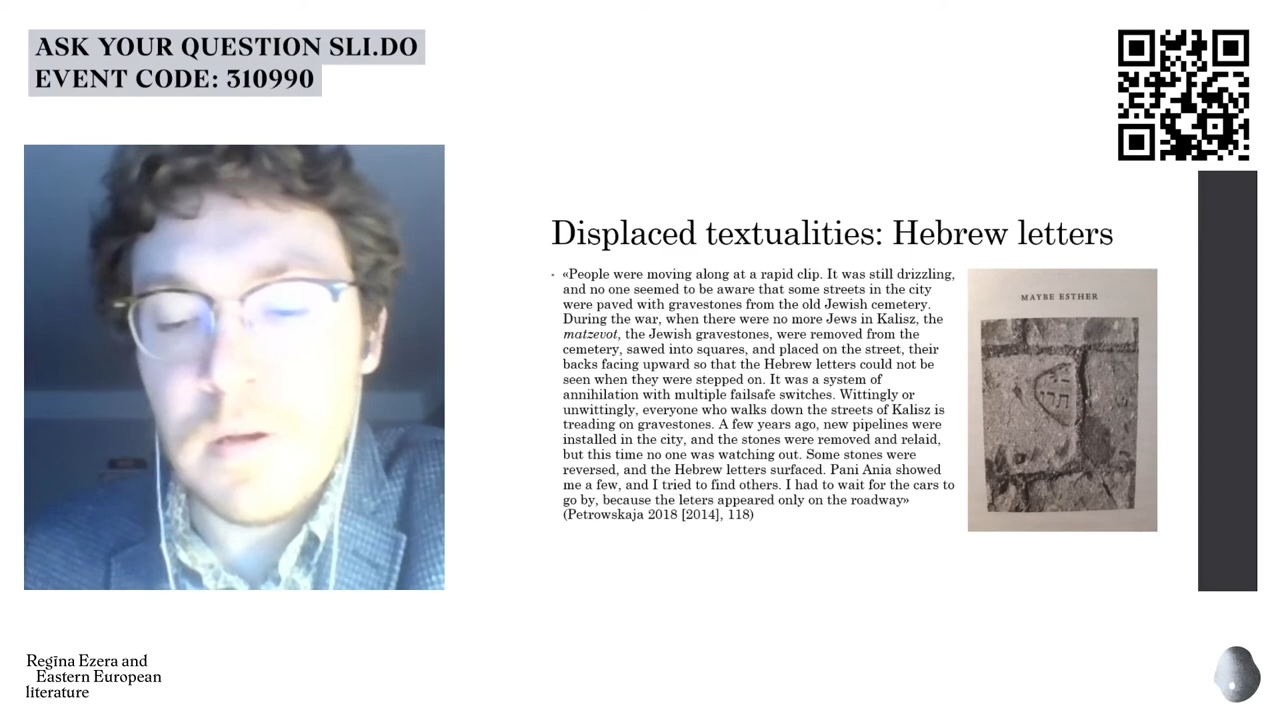 ASK YOUR QUESTION SLI.DO
EVENT CODE: 310990
Displaced textualities: Hebrew letters
«People were moving along at a rapid clip. It was still drizzling,
and no one seemed to be aware that some streets in the city
were paved with gravestones from the old Jewish cemetery.
During the war, when there were no more Jews in Kalisz, the
matzevot, the Jewish gravestones, were removed from the
cemetery, sawed into squares, and placed on the street, their
backs facing upward so that the Hebrew letters could not be
seen when they were stepped on. It was a system of
annihilation with multiple failsafe switches. Wittingly or
unwittingly, everyone who walks down the streets of Kalisz is
treading on gravestones. A few years ago, new pipelines were
installed in the city, and the stones were removed and relaid,
but this time no one was watching out. Some stones were
reversed, and the Hebrew letters surfaced. Pani Ania showed
me a few, and I tried to find others. I had to wait for the cars to
go by, because the leters appeared only on the roadway»
(Petrowskaja 2018 [2014], 118)
MAYBE ESTHER
Regīna Ezera and
Eastern European
literature